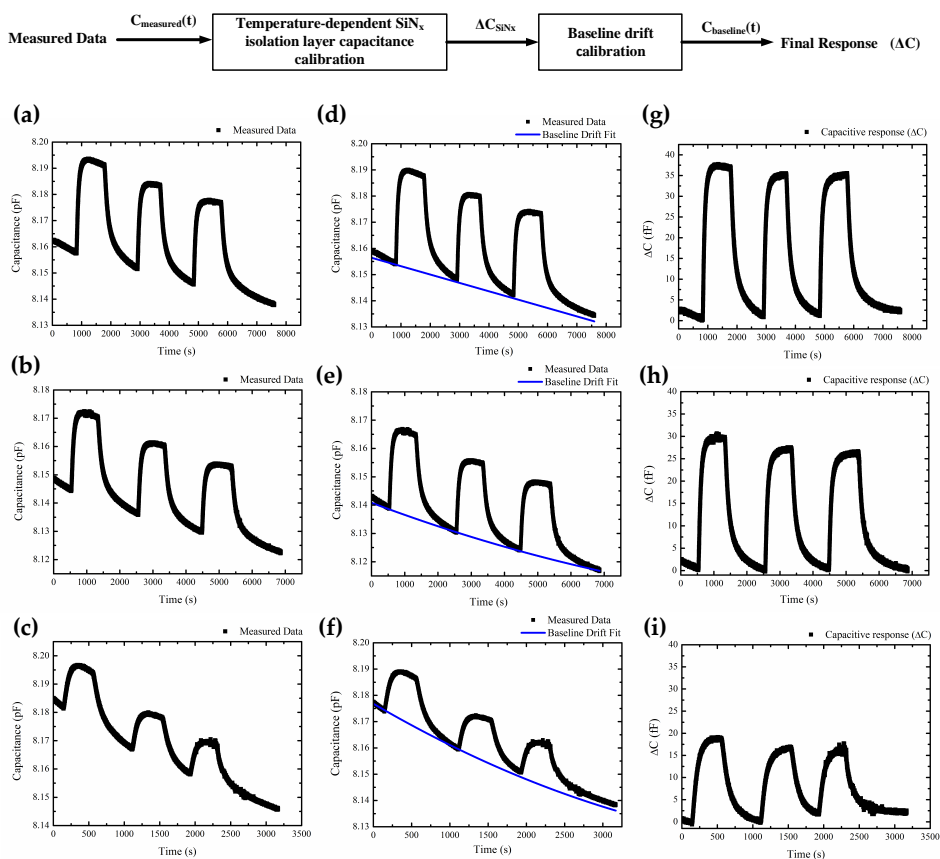 Measured Data
C_measured(t)
Temperature-dependent SiN_x
isolation layer capacitance
calibration
ΔC_SiNx
Baseline drift
calibration
C_baseline(t)
Final Response (ΔC)
(a)
Measured Data
8.20
8.19
8.18
8.17
8.16
8.15
8.14
8.13
Capacitance (pF)
0 1000 2000 3000 4000 5000 6000 7000 8000
Time (s)
(d)
Measured Data
Baseline Drift Fit
8.20
8.19
8.18
8.17
8.16
8.15
8.14
8.13
Capacitance (pF)
0 1000 2000 3000 4000 5000 6000 7000 8000
Time (s)
(g)
Capacitive response (ΔC)
40
35
30
25
20
15
10
5
0
ΔC (fF)
0 1000 2000 3000 4000 5000 6000 7000 8000
Time (s)
(b)
Measured Data
8.18
8.17
8.16
8.15
8.14
8.13
8.12
Capacitance (pF)
0 1000 2000 3000 4000 5000 6000 7000
Time (s)
(e)
Measured Data
Baseline Drift Fit
8.18
8.17
8.16
8.15
8.14
8.13
8.12
Capacitance (pF)
0 1000 2000 3000 4000 5000 6000 7000
Time (s)
(h)
Capacitive response (ΔC)
40
35
30
25
20
15
10
5
0
ΔC (fF)
0 1000 2000 3000 4000 5000 6000 7000
Time (s)
(c)
Measured Data
8.20
8.19
8.18
8.17
8.16
8.15
8.14
Capacitance (pF)
0 500 1000 1500 2000 2500 3000 3500
Time (s)
(f)
Measured Data
Baseline Drift Fit
8.20
8.19
8.18
8.17
8.16
8.15
8.14
8.13
Capacitance (pF)
0 500 1000 1500 2000 2500 3000
Time (s)
(i)
Capacitive response (ΔC)
40
35
30
25
20
15
10
5
0
ΔC (fF)
0 500 1000 1500 2000 2500 3000 3500
Time (s)